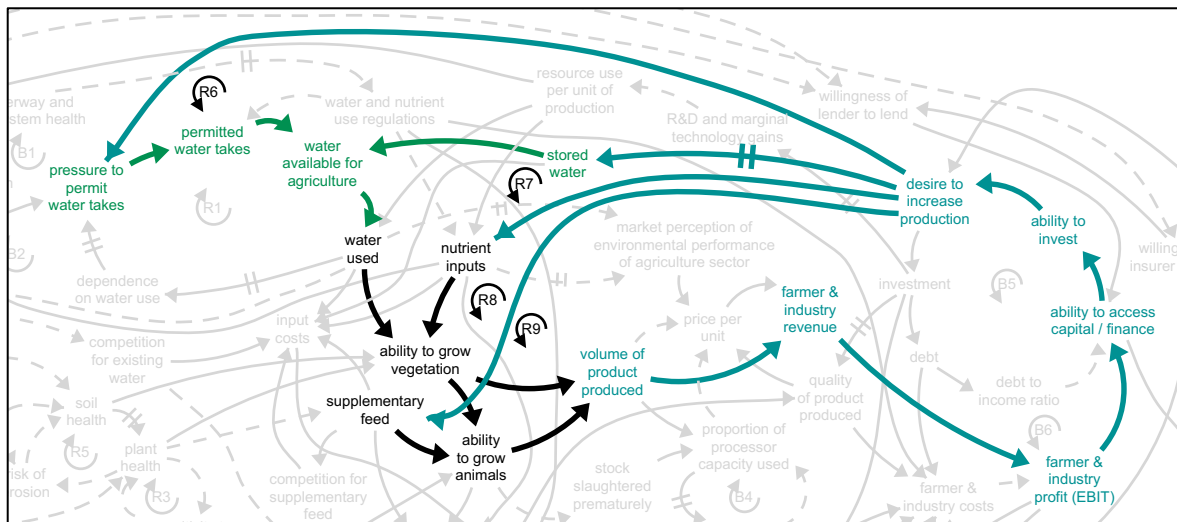 R6
resource use
per unit of
production
willingness of
lender to lend
water and nutrient
use regulations
erway and
stem health
permitted
water takes
R&D and marginal
technology gains
B1
water
available for
agriculture
stored
water
pressure to
permit
water takes
R7
desire to
increase
production
R1
ability to
invest
market perception of
environmental performance
of agriculture sector
water
used
nutrient
inputs
willing
insurer
B2
dependence
on water use
investment
B5
R8
farmer &
industry
revenue
ability to access
capital / finance
input
costs
R9
price per
unit
competition
for existing
water
ability to grow
vegetation
volume of
product
produced
debt
quality
of product
produced
debt to
income ratio
soil
health
supplementary
feed
B6
R5
plant
health
ability
to grow
animals
proportion of
processor
capacity used
risk of
erosion
R3
competition for
supplementary
feed
stock
slaughtered
prematurely
B4
farmer &
industry costs
farmer &
industry
profit (EBIT)